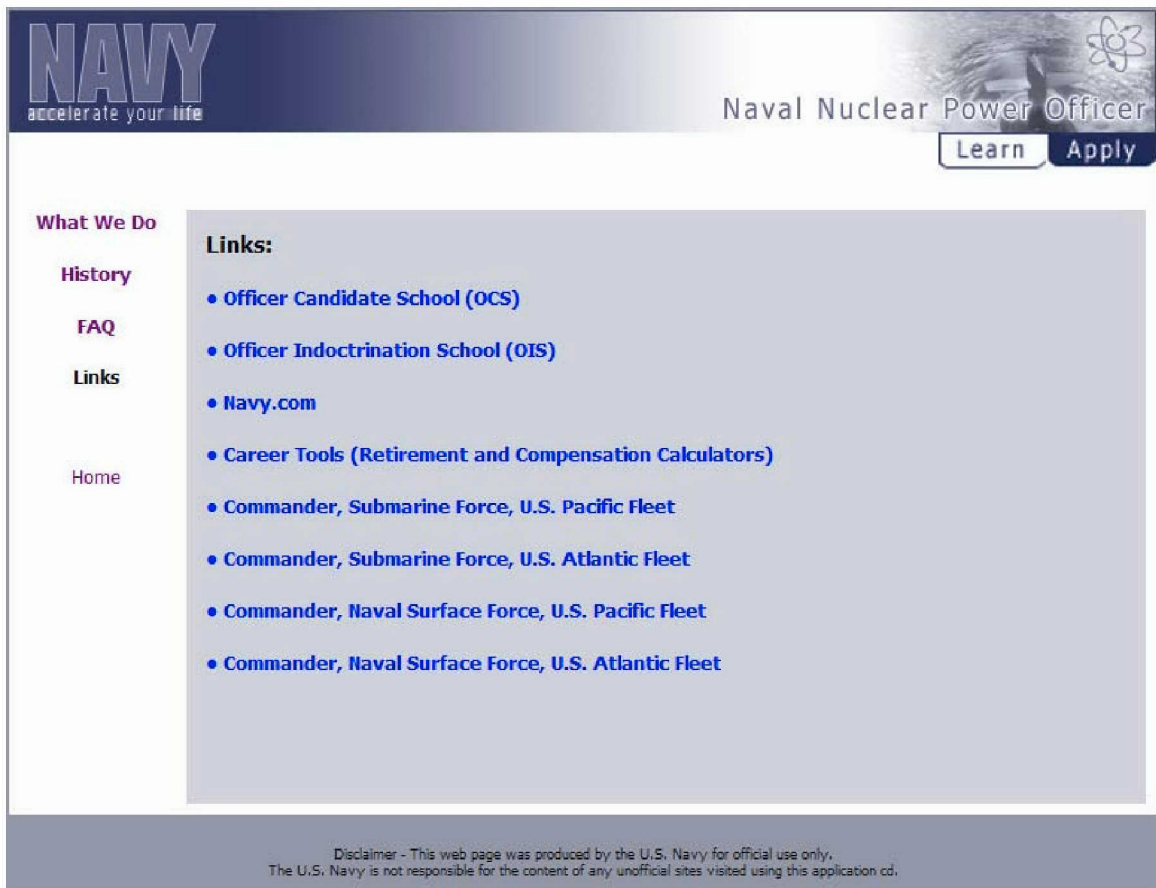 NAVY
accelerate your life
Naval Nuclear Power Officer
Learn Apply
What We Do
History
FAQ
Links
Home
Links:
• Officer Candidate School (OCS)
• Officer Indoctrination School (OIS)
• Navy.com
• Career Tools (Retirement and Compensation Calculators)
• Commander, Submarine Force, U.S. Pacific Fleet
• Commander, Submarine Force, U.S. Atlantic Fleet
• Commander, Naval Surface Force, U.S. Pacific Fleet
• Commander, Naval Surface Force, U.S. Atlantic Fleet
Disclaimer - This web page was produced by the U.S. Navy for official use only.
The U.S. Navy is not responsible for the content of any unofficial sites visited using this application cd.